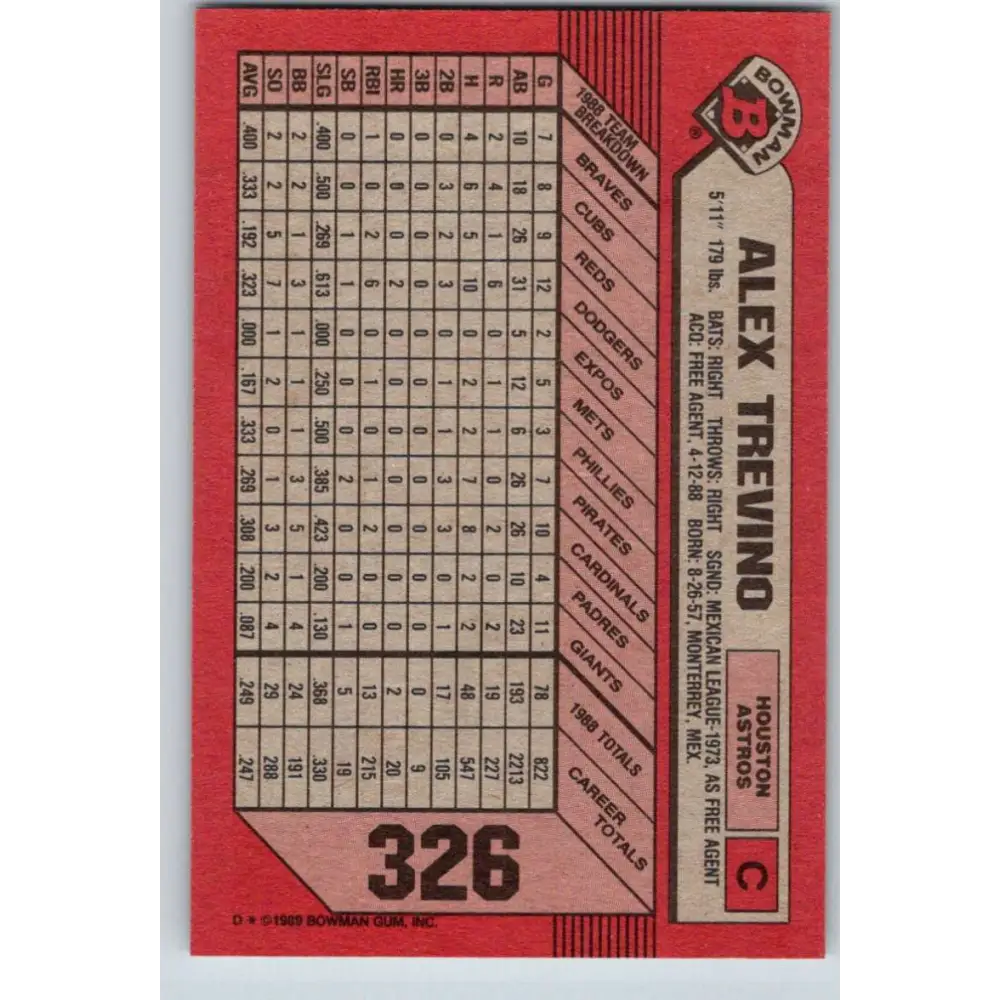 BOWMAN
B ®
ALEX TREVINO
HOUSTON
ASTROS
C
5'11" 179 lbs. BATS: RIGHT THROWS: RIGHT SGND: MEXICAN LEAGUE-1973, AS FREE AGENT
ACQ: FREE AGENT, 4-12-88 BORN: 8-26-57, MONTERREY, MEX.
1988 TEAM
BREAKDOWN
BRAVES
CUBS
REDS
DODGERS
EXPOS
METS
PHILLIES
PIRATES
CARDINALS
PADRES
GIANTS
1988 TOTALS
CAREER
TOTALS
G 7 8 9 12 2 5 3 7 10 4 11 78 822
AB 10 18 26 31 5 12 6 26 26 10 23 193 2213
R 2 4 1 6 0 1 1 0 2 0 2 19 227
H 4 6 5 10 0 2 2 7 8 2 2 48 547
2B 0 3 2 3 0 1 1 3 3 0 1 17 105
3B 0 0 0 0 0 0 0 0 0 0 0 0 9
HR 0 0 0 2 0 0 0 0 0 0 0 2 20
RBI 1 0 2 6 0 1 0 1 2 0 0 13 215
SB 0 0 1 1 0 0 0 2 0 0 1 5 19
SLG .400 .500 .269 .613 .000 .250 .500 .385 .423 .200 .130 .368 .330
BB 2 2 1 3 1 1 1 3 5 1 4 24 191
SO 2 2 5 7 1 2 0 1 3 2 4 29 288
AVG .400 .333 .192 .323 .000 .167 .333 .269 .308 .200 .087 .249 .247
326
D * ©1989 BOWMAN GUM, INC.